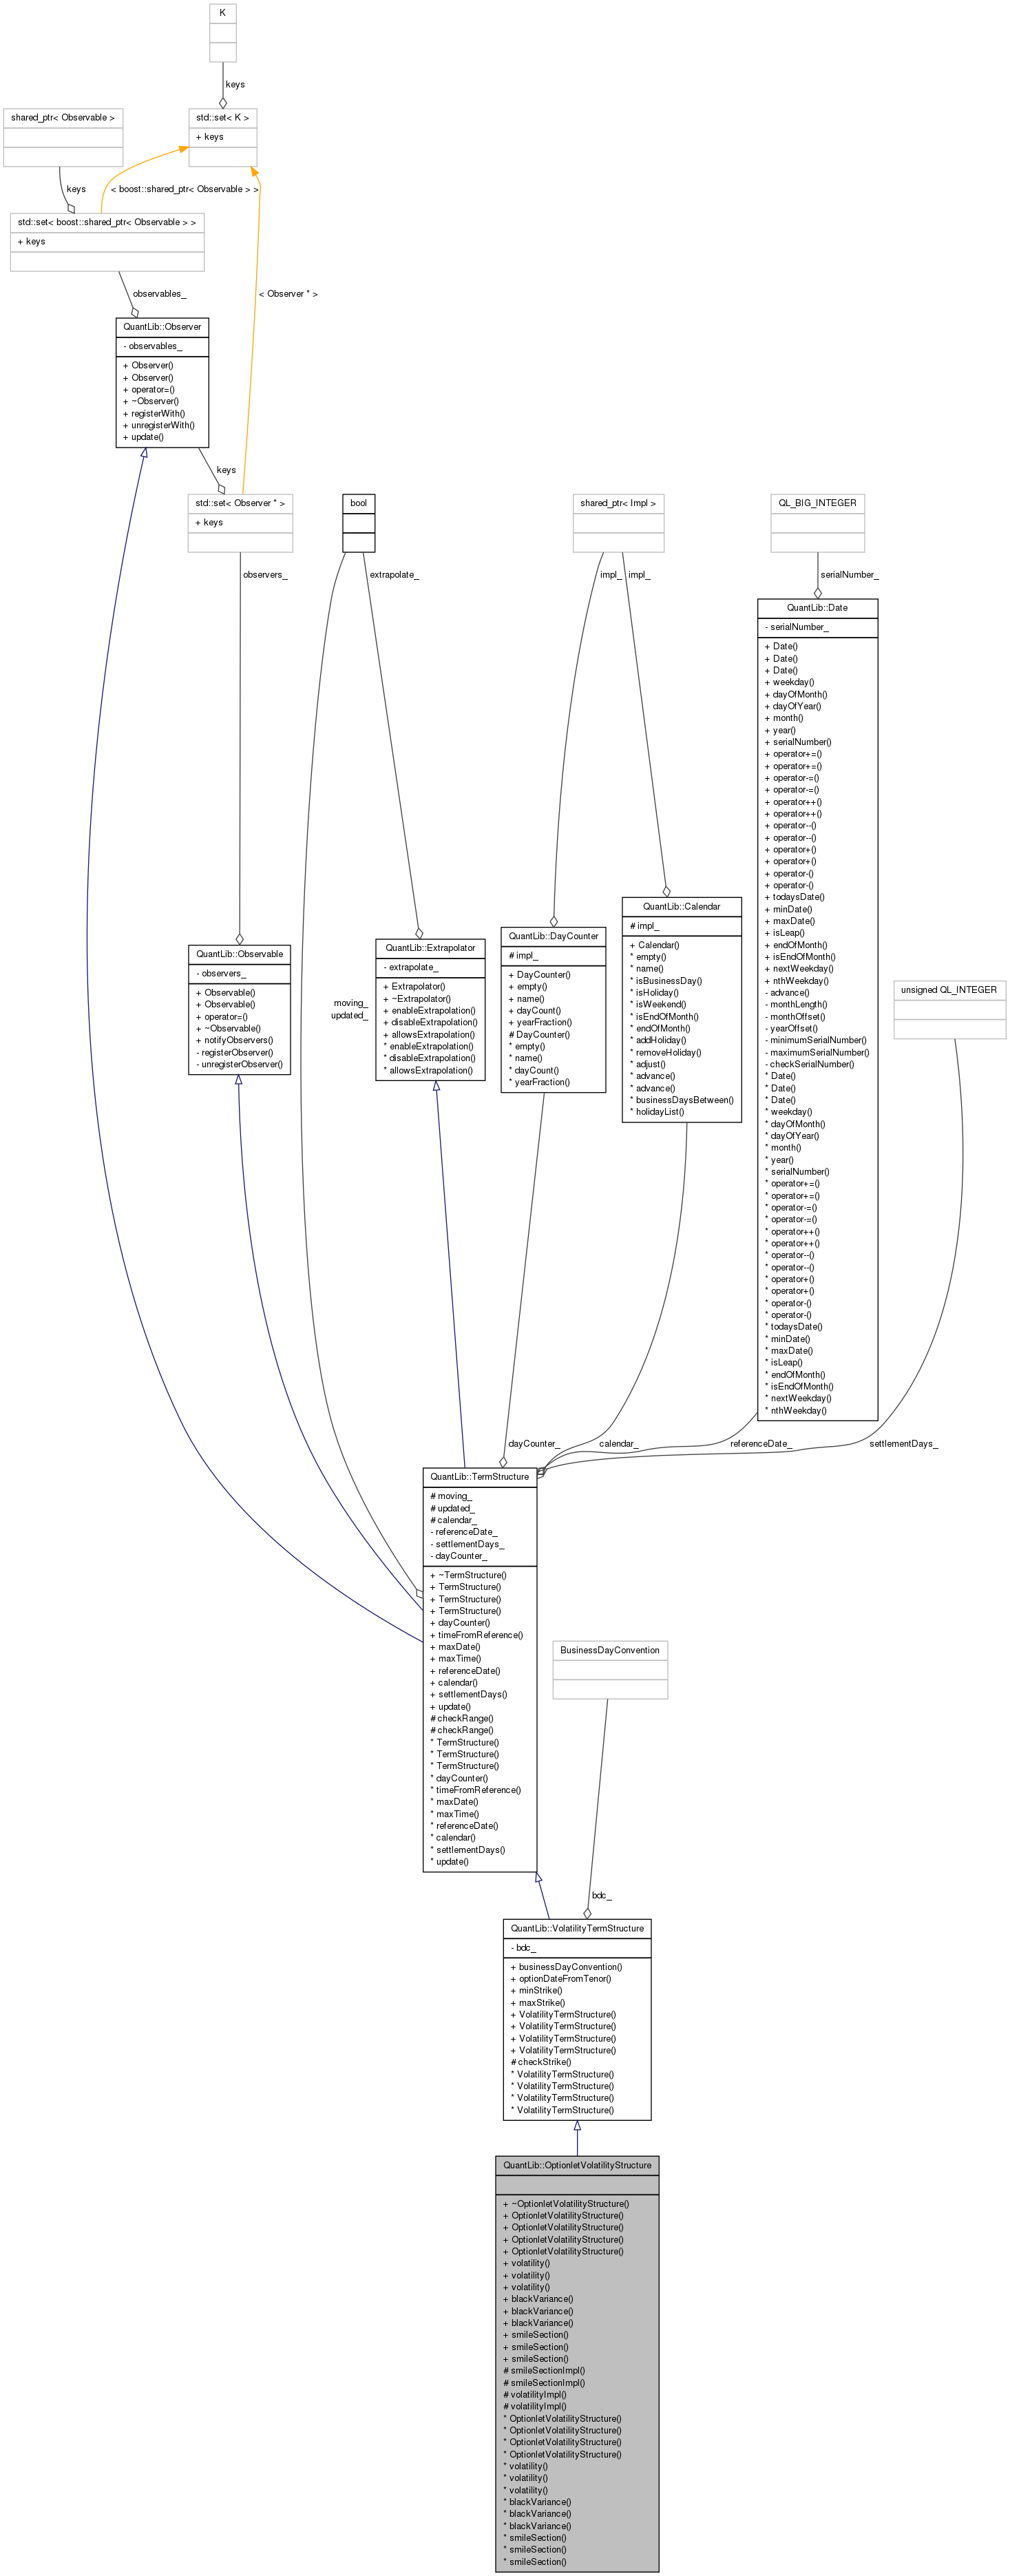 K
keys
shared_ptr< Observable >
std::set< K >
+ keys
keys
< boost::shared_ptr< Observable > >
std::set< boost::shared_ptr< Observable > >
+ keys
observables_
< Observer * >
QuantLib::Observer
- observables_
+ Observer()
+ Observer()
+ operator=()
+ ~Observer()
+ registerWith()
+ unregisterWith()
+ update()
keys
std::set< Observer * >
+ keys
bool
shared_ptr< Impl >
QL_BIG_INTEGER
observers_
extrapolate_
impl_
impl_
serialNumber_
QuantLib::Date
- serialNumber_
+ Date()
+ Date()
+ Date()
+ weekday()
+ dayOfMonth()
+ dayOfYear()
+ month()
+ year()
+ serialNumber()
+ operator+=()
+ operator+=()
+ operator-=()
+ operator-=()
+ operator++()
+ operator++()
+ operator--()
+ operator--()
+ operator+()
+ operator+()
+ operator-()
+ operator-()
+ todaysDate()
+ minDate()
+ maxDate()
+ isLeap()
+ endOfMonth()
+ isEndOfMonth()
+ nextWeekday()
+ nthWeekday()
- advance()
- monthLength()
- monthOffset()
- yearOffset()
- minimumSerialNumber()
- maximumSerialNumber()
- checkSerialNumber()
* Date()
* Date()
* Date()
* weekday()
* dayOfMonth()
* dayOfYear()
* month()
* year()
* serialNumber()
* operator+=()
* operator+=()
* operator-=()
* operator-=()
* operator++()
* operator++()
* operator--()
* operator--()
* operator+()
* operator+()
* operator-()
* operator-()
* todaysDate()
* minDate()
* maxDate()
* isLeap()
* endOfMonth()
* isEndOfMonth()
* nextWeekday()
* nthWeekday()
QuantLib::Calendar
# impl_
+ Calendar()
* empty()
* name()
* isBusinessDay()
* isHoliday()
* isWeekend()
* isEndOfMonth()
* endOfMonth()
* addHoliday()
* removeHoliday()
* adjust()
* advance()
* advance()
* businessDaysBetween()
* holidayList()
QuantLib::DayCounter
# impl_
+ DayCounter()
+ empty()
+ name()
+ dayCount()
+ yearFraction()
# DayCounter()
* empty()
* name()
* dayCount()
* yearFraction()
QuantLib::Extrapolator
- extrapolate_
+ Extrapolator()
+ ~Extrapolator()
+ enableExtrapolation()
+ disableExtrapolation()
+ allowsExtrapolation()
* enableExtrapolation()
* disableExtrapolation()
* allowsExtrapolation()
QuantLib::Observable
- observers_
+ Observable()
+ Observable()
+ operator=()
+ ~Observable()
+ notifyObservers()
- registerObserver()
- unregisterObserver()
moving_
updated_
unsigned QL_INTEGER
dayCounter_
calendar_
referenceDate_
settlementDays_
QuantLib::TermStructure
# moving_
# updated_
# calendar_
- referenceDate_
- settlementDays_
- dayCounter_
+ ~TermStructure()
+ TermStructure()
+ TermStructure()
+ TermStructure()
+ dayCounter()
+ timeFromReference()
+ maxDate()
+ maxTime()
+ referenceDate()
+ calendar()
+ settlementDays()
+ update()
# checkRange()
# checkRange()
* TermStructure()
* TermStructure()
* TermStructure()
* dayCounter()
* timeFromReference()
* maxDate()
* maxTime()
* referenceDate()
* calendar()
* settlementDays()
* update()
BusinessDayConvention
bdc_
QuantLib::VolatilityTermStructure
- bdc_
+ businessDayConvention()
+ optionDateFromTenor()
+ minStrike()
+ maxStrike()
+ VolatilityTermStructure()
+ VolatilityTermStructure()
+ VolatilityTermStructure()
+ VolatilityTermStructure()
# checkStrike()
* VolatilityTermStructure()
* VolatilityTermStructure()
* VolatilityTermStructure()
* VolatilityTermStructure()
QuantLib::OptionletVolatilityStructure
+ ~OptionletVolatilityStructure()
+ OptionletVolatilityStructure()
+ OptionletVolatilityStructure()
+ OptionletVolatilityStructure()
+ OptionletVolatilityStructure()
+ volatility()
+ volatility()
+ volatility()
+ blackVariance()
+ blackVariance()
+ blackVariance()
+ smileSection()
+ smileSection()
+ smileSection()
# smileSectionImpl()
# smileSectionImpl()
# volatilityImpl()
# volatilityImpl()
* OptionletVolatilityStructure()
* OptionletVolatilityStructure()
* OptionletVolatilityStructure()
* OptionletVolatilityStructure()
* volatility()
* volatility()
* volatility()
* blackVariance()
* blackVariance()
* blackVariance()
* smileSection()
* smileSection()
* smileSection()